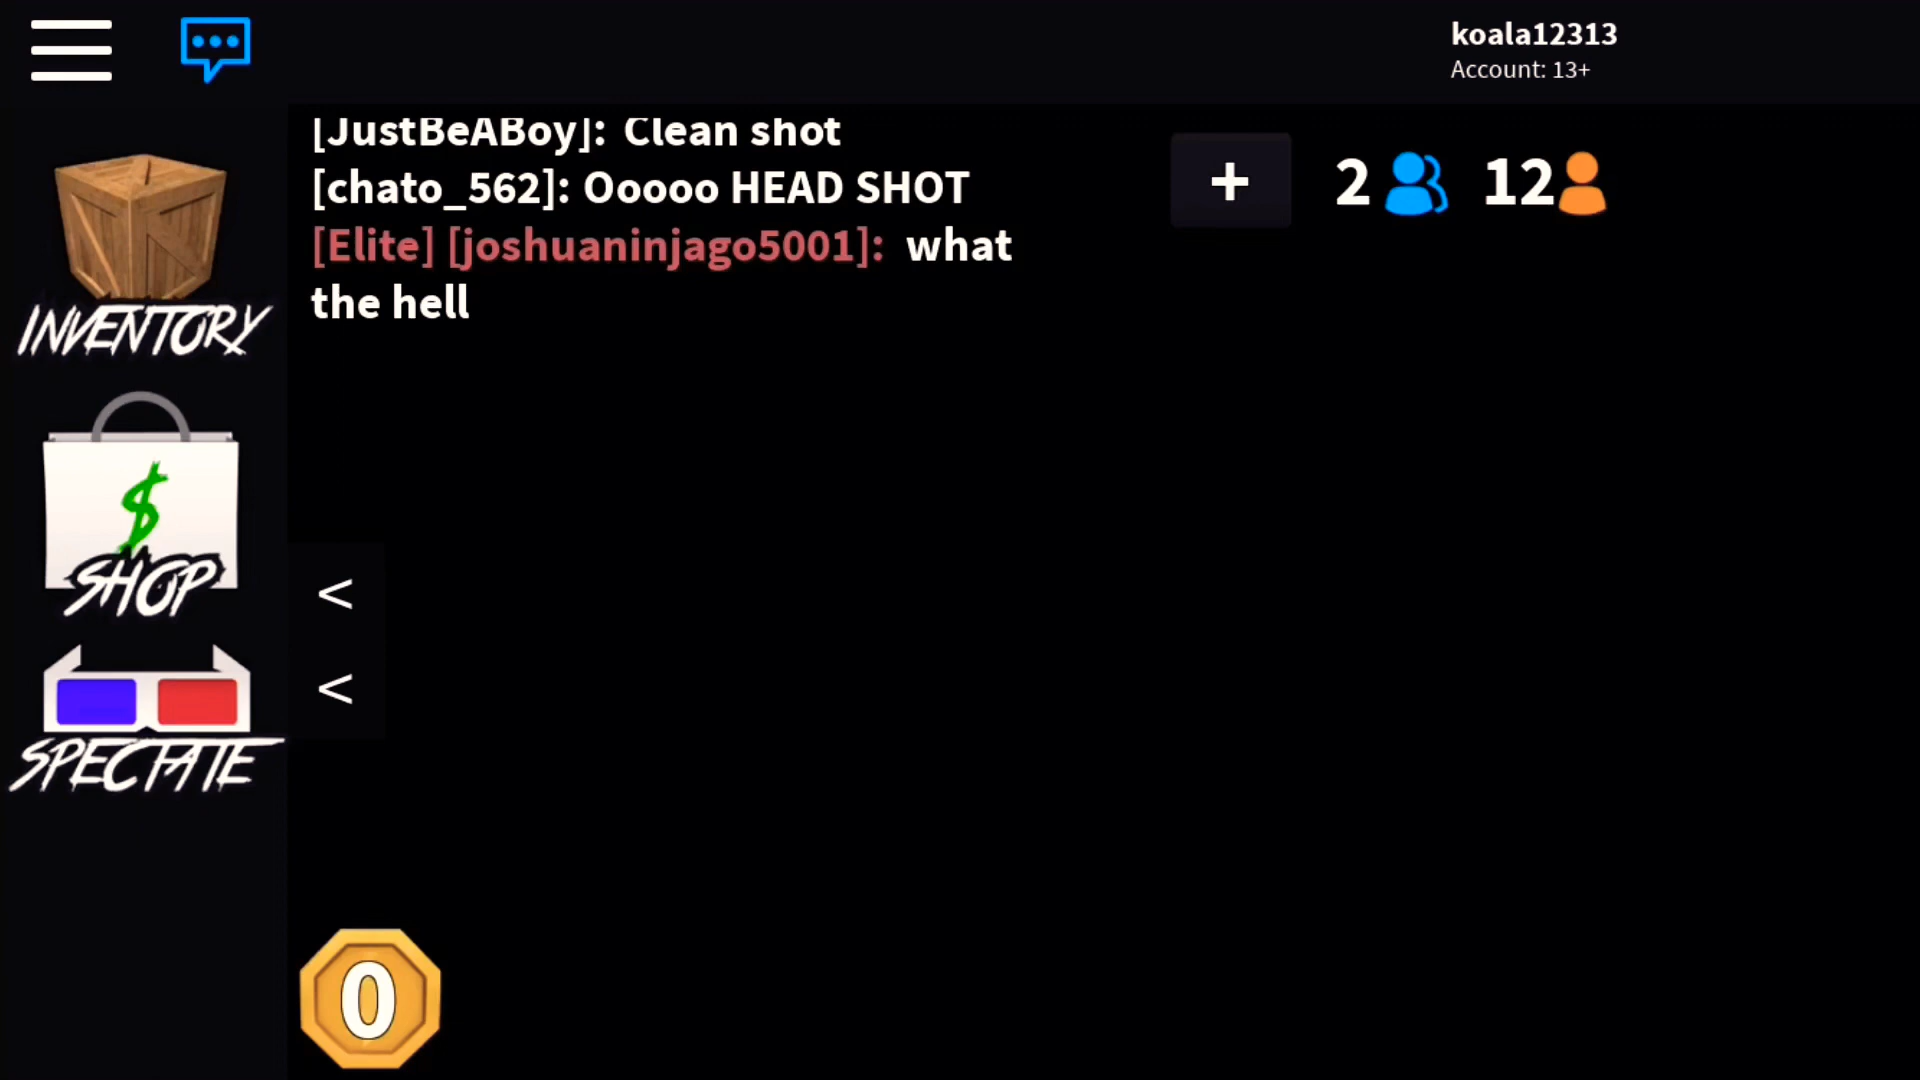 koala12313
Account: 13+
[JustBeABoy]: Clean shot
[chato_562]: Ooooo HEAD SHOT
[Elite] [joshuaninjago5001]: what
the hell
+
2
12
INVENTORY
$
SHOP
<
<
SPECTATE
0